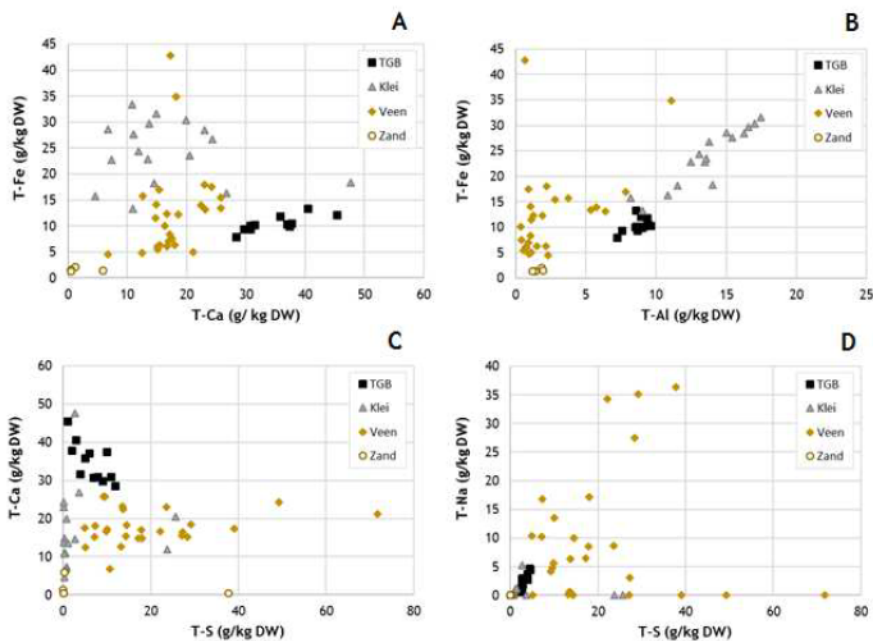 A
45
40
35
30
25
20
15
10
5
0
T-Fe (g/kg DW)
TGB
Klei
Veen
Zand
0 20 40 60
T-Ca (g/ kg DW)
B
45
40
35
30
25
20
15
10
5
0
T-Fe (g/kg DW)
TGB
Klei
Veen
Zand
0 5 10 15 20 25
T-Al (g/kg DW)
C
60
50
40
30
20
10
0
T-Ca (g/kg DW)
TGB
Klei
Veen
Zand
0 20 40 60 80
T-S (g/kg DW)
D
40
35
30
25
20
15
10
5
0
T-Na (g/kg DW)
TGB
Klei
Veen
Zand
0 20 40 60 80
T-S (g/kg DW)